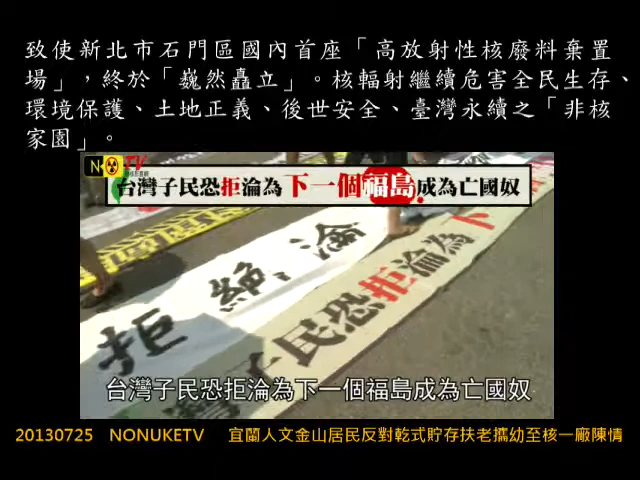 致使新北市石門區國內首座「高放射性核廢料棄置
場」，終於「巍然矗立」。核輻射繼續危害全民生存、
環境保護、土地正義、後世安全、臺灣永續之「非核
家園」。
NO TV
台灣子民恐拒淪為下一個福島成為亡國奴
拒絕淪
子民恐拒淪為下
台灣子民恐拒淪為下一個福島成為亡國奴
20130725 NONUKETV 宜蘭人文金山居民反對乾式貯存扶老攜幼至核一廠陳情